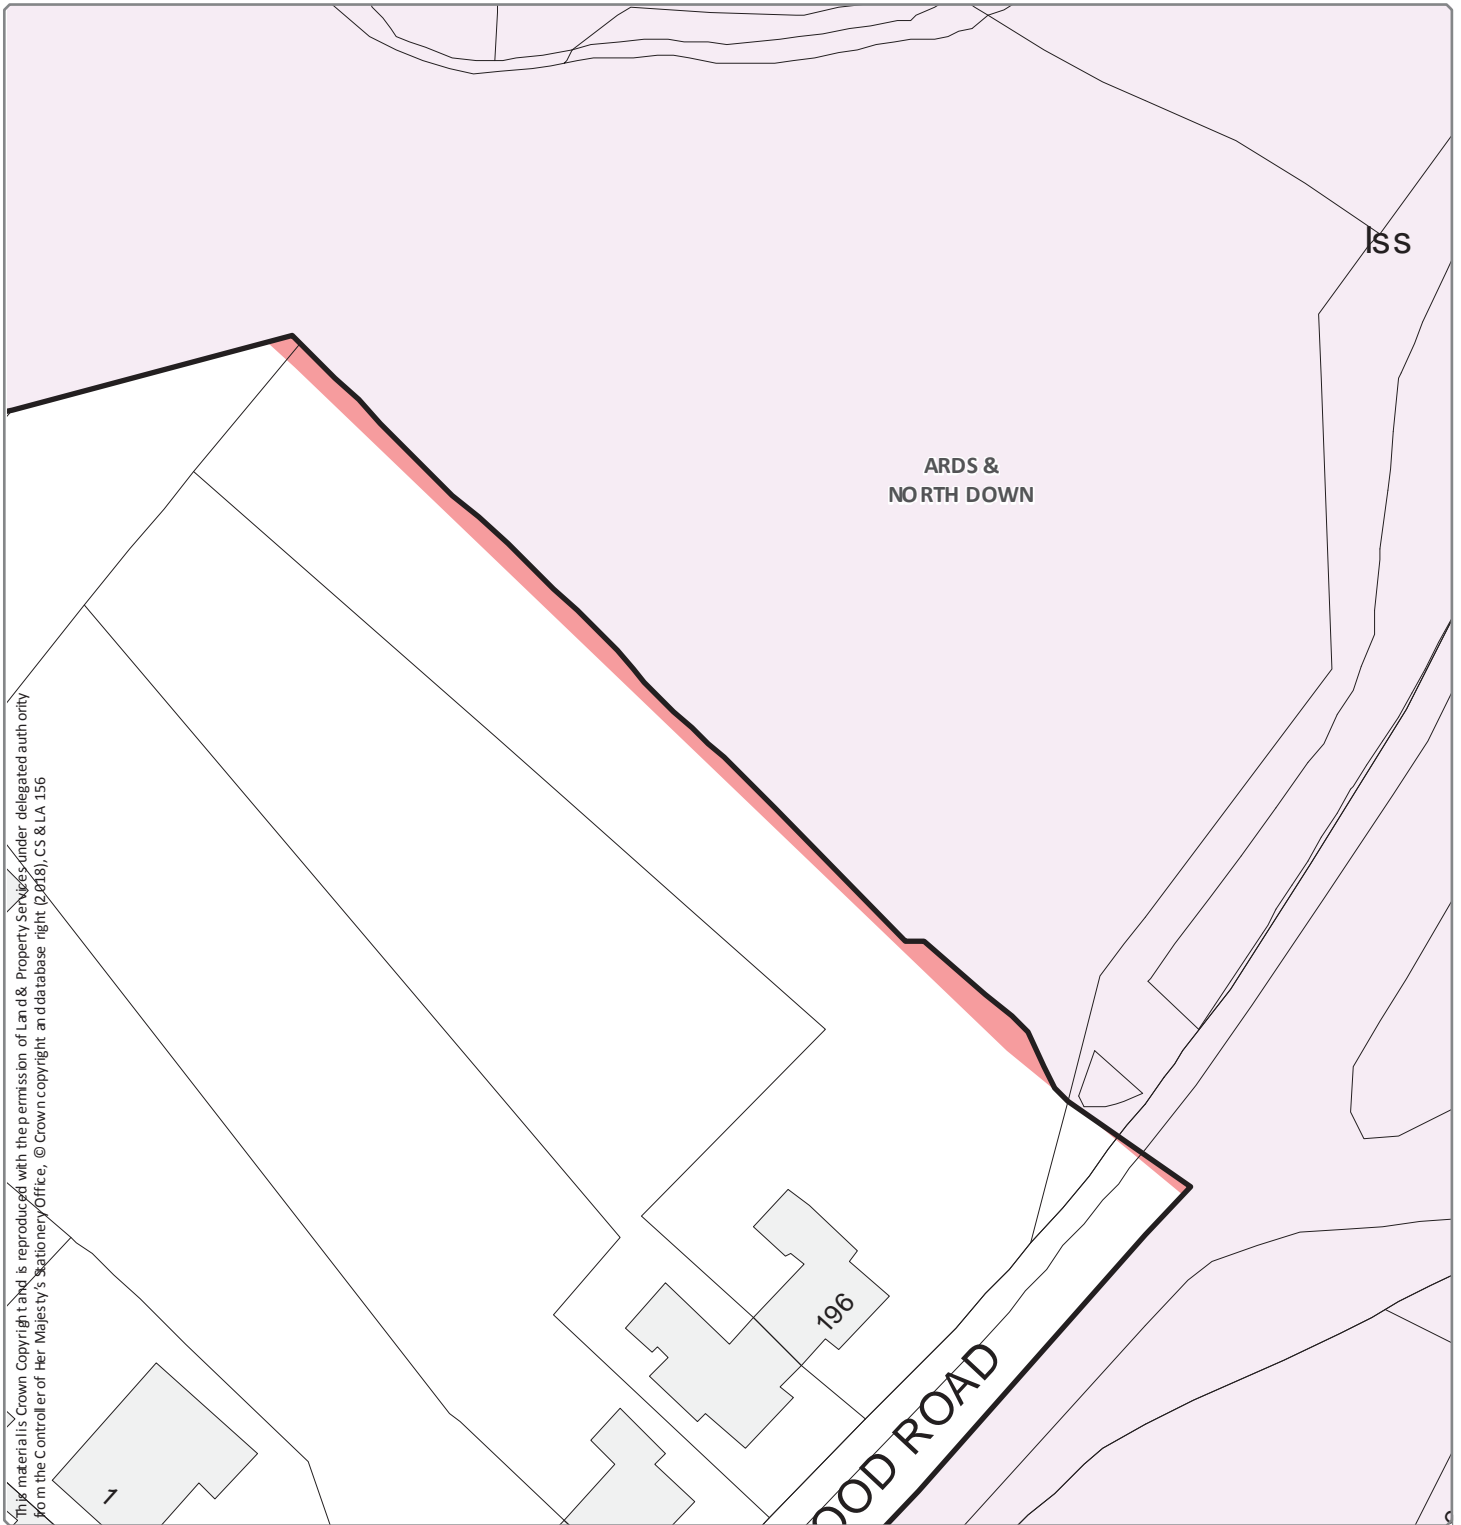 Iss
ARDS &
NORTH DOWN
196
OOD ROAD
1
This material is Crown Copyright and is reproduced with the permission of Land & Property Services under delegated authority
from the Controller of Her Majesty's Stationery Office, © Crown copyright and database right (2018), CS & LA 156